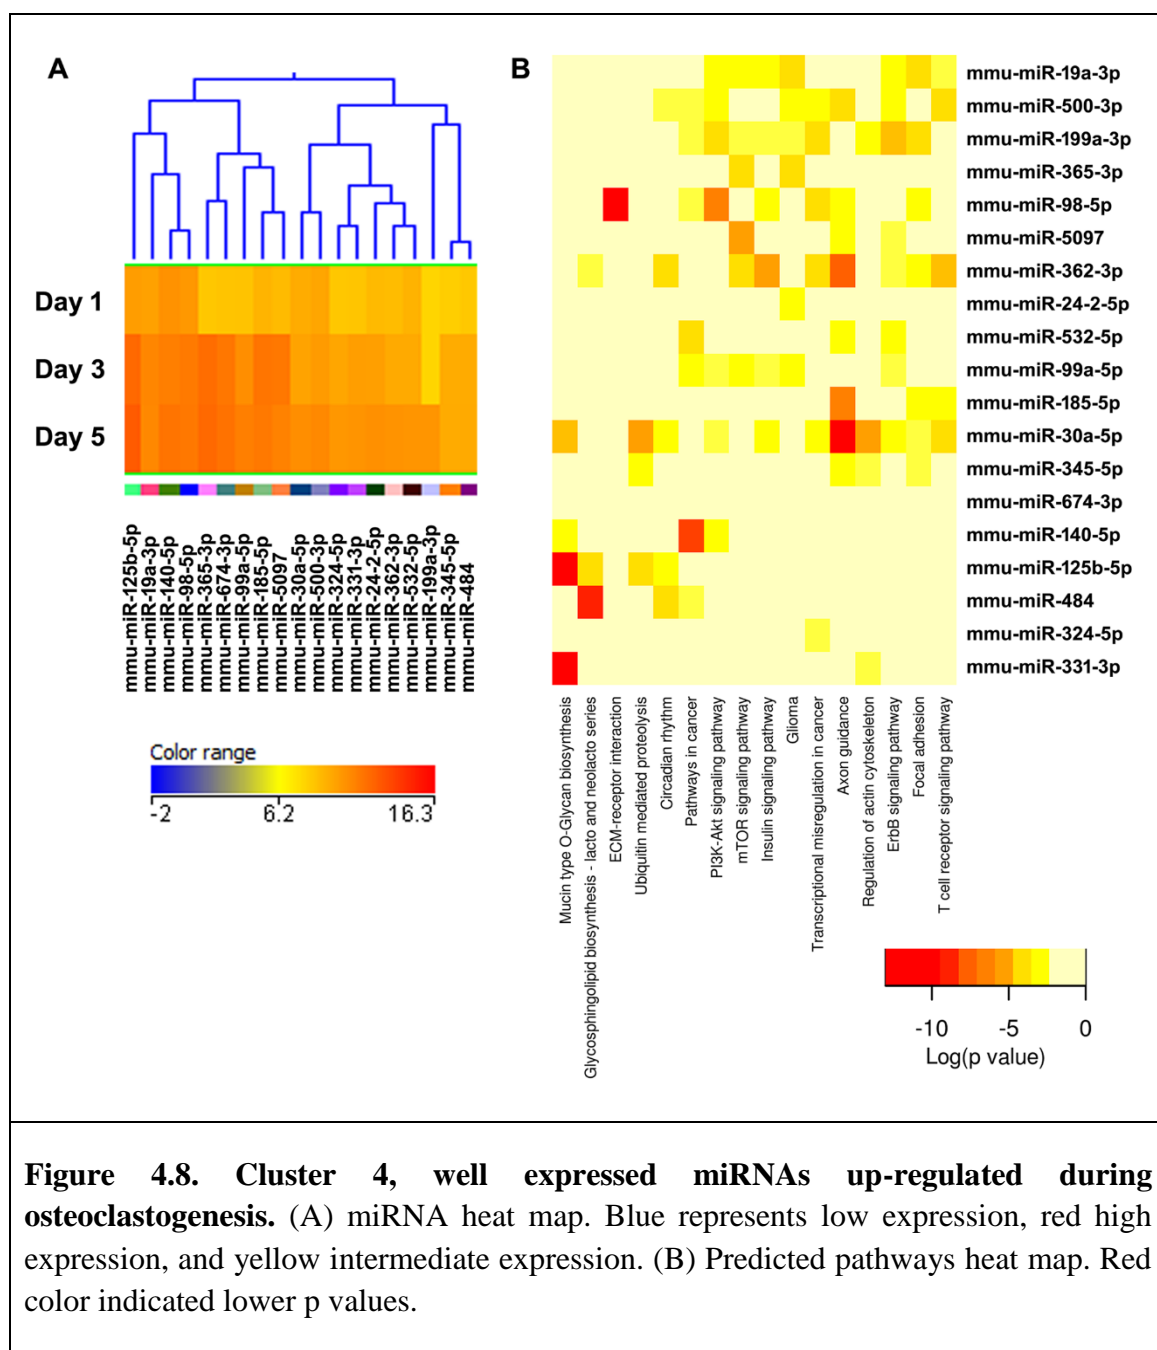 A
B
Day 1
Day 3
Day 5
mmu-miR-125b-5p
mmu-miR-19a-3p
mmu-miR-140-5p
mmu-miR-98-5p
mmu-miR-365-3p
mmu-miR-674-3p
mmu-miR-99a-5p
mmu-miR-185-5p
mmu-miR-5097
mmu-miR-30a-5p
mmu-miR-500-3p
mmu-miR-324-5p
mmu-miR-331-3p
mmu-miR-24-2-5p
mmu-miR-362-3p
mmu-miR-532-5p
mmu-miR-199a-3p
mmu-miR-345-5p
mmu-miR-484
Color range
-2 6.2 16.3
mmu-miR-19a-3p
mmu-miR-500-3p
mmu-miR-199a-3p
mmu-miR-365-3p
mmu-miR-98-5p
mmu-miR-5097
mmu-miR-362-3p
mmu-miR-24-2-5p
mmu-miR-532-5p
mmu-miR-99a-5p
mmu-miR-185-5p
mmu-miR-30a-5p
mmu-miR-345-5p
mmu-miR-674-3p
mmu-miR-140-5p
mmu-miR-125b-5p
mmu-miR-484
mmu-miR-324-5p
mmu-miR-331-3p
Mucin type O-Glycan biosynthesis
Glycosphingolipid biosynthesis - lacto and neolacto series
ECM-receptor interaction
Ubiquitin mediated proteolysis
Circadian rhythm
Pathways in cancer
PI3K-Akt signaling pathway
mTOR signaling pathway
Insulin signaling pathway
Glioma
Transcriptional misregulation in cancer
Axon guidance
Regulation of actin cytoskeleton
ErbB signaling pathway
Focal adhesion
T cell receptor signaling pathway
-10 -5 0
Log(p value)
Figure 4.8. Cluster 4, well expressed miRNAs up-regulated during
osteoclastogenesis. (A) miRNA heat map. Blue represents low expression, red high
expression, and yellow intermediate expression. (B) Predicted pathways heat map. Red
color indicated lower p values.